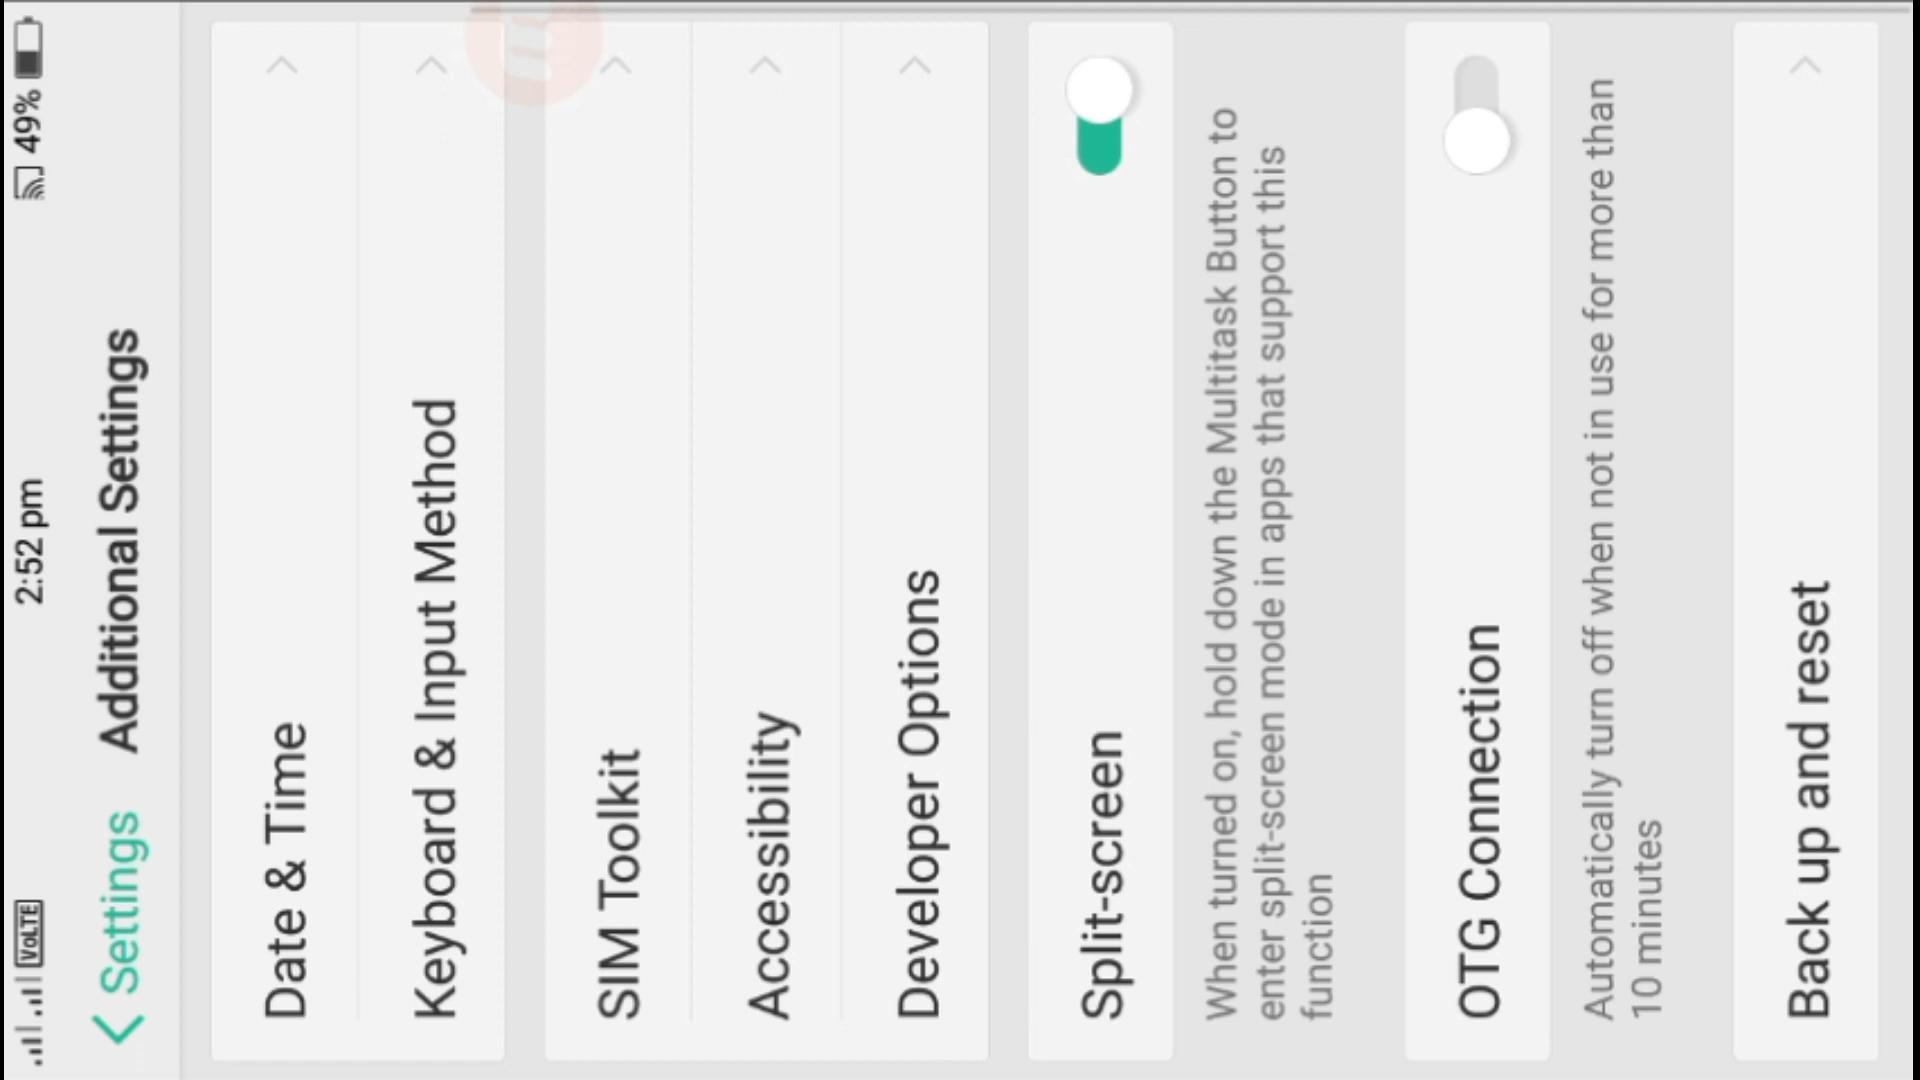 VoLTE 2:52 pm 49%
Settings Additional Settings
Date & Time
Keyboard & Input Method
SIM Toolkit
Accessibility
Developer Options
Split-screen
When turned on, hold down the Multitask Button to
enter split-screen mode in apps that support this
function
OTG Connection
Automatically turn off when not in use for more than
10 minutes
Back up and reset